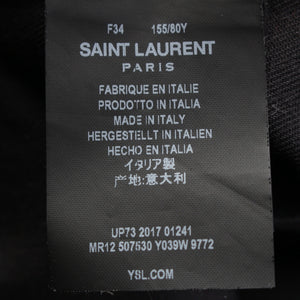 F34 155/80Y
SAINT LAURENT
PARIS
FABRIQUE EN ITALIE
PRODOTTO IN ITALIA
MADE IN ITALY
HERGESTELLT IN ITALIEN
HECHO EN ITALIA
イタリア製
产地:意大利
UP73 2017 01241
MR12 507630 Y039W 9772
YSL.COM